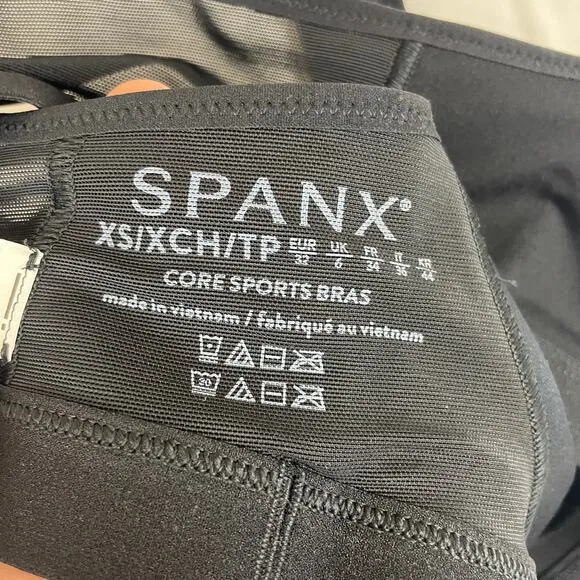 SPANX®
XS/XCH/TP EUR 32 UK 6 FR 34 IT 36 KR 44
CORE SPORTS BRAS
made in vietnam / fabriqué au vietnam
20